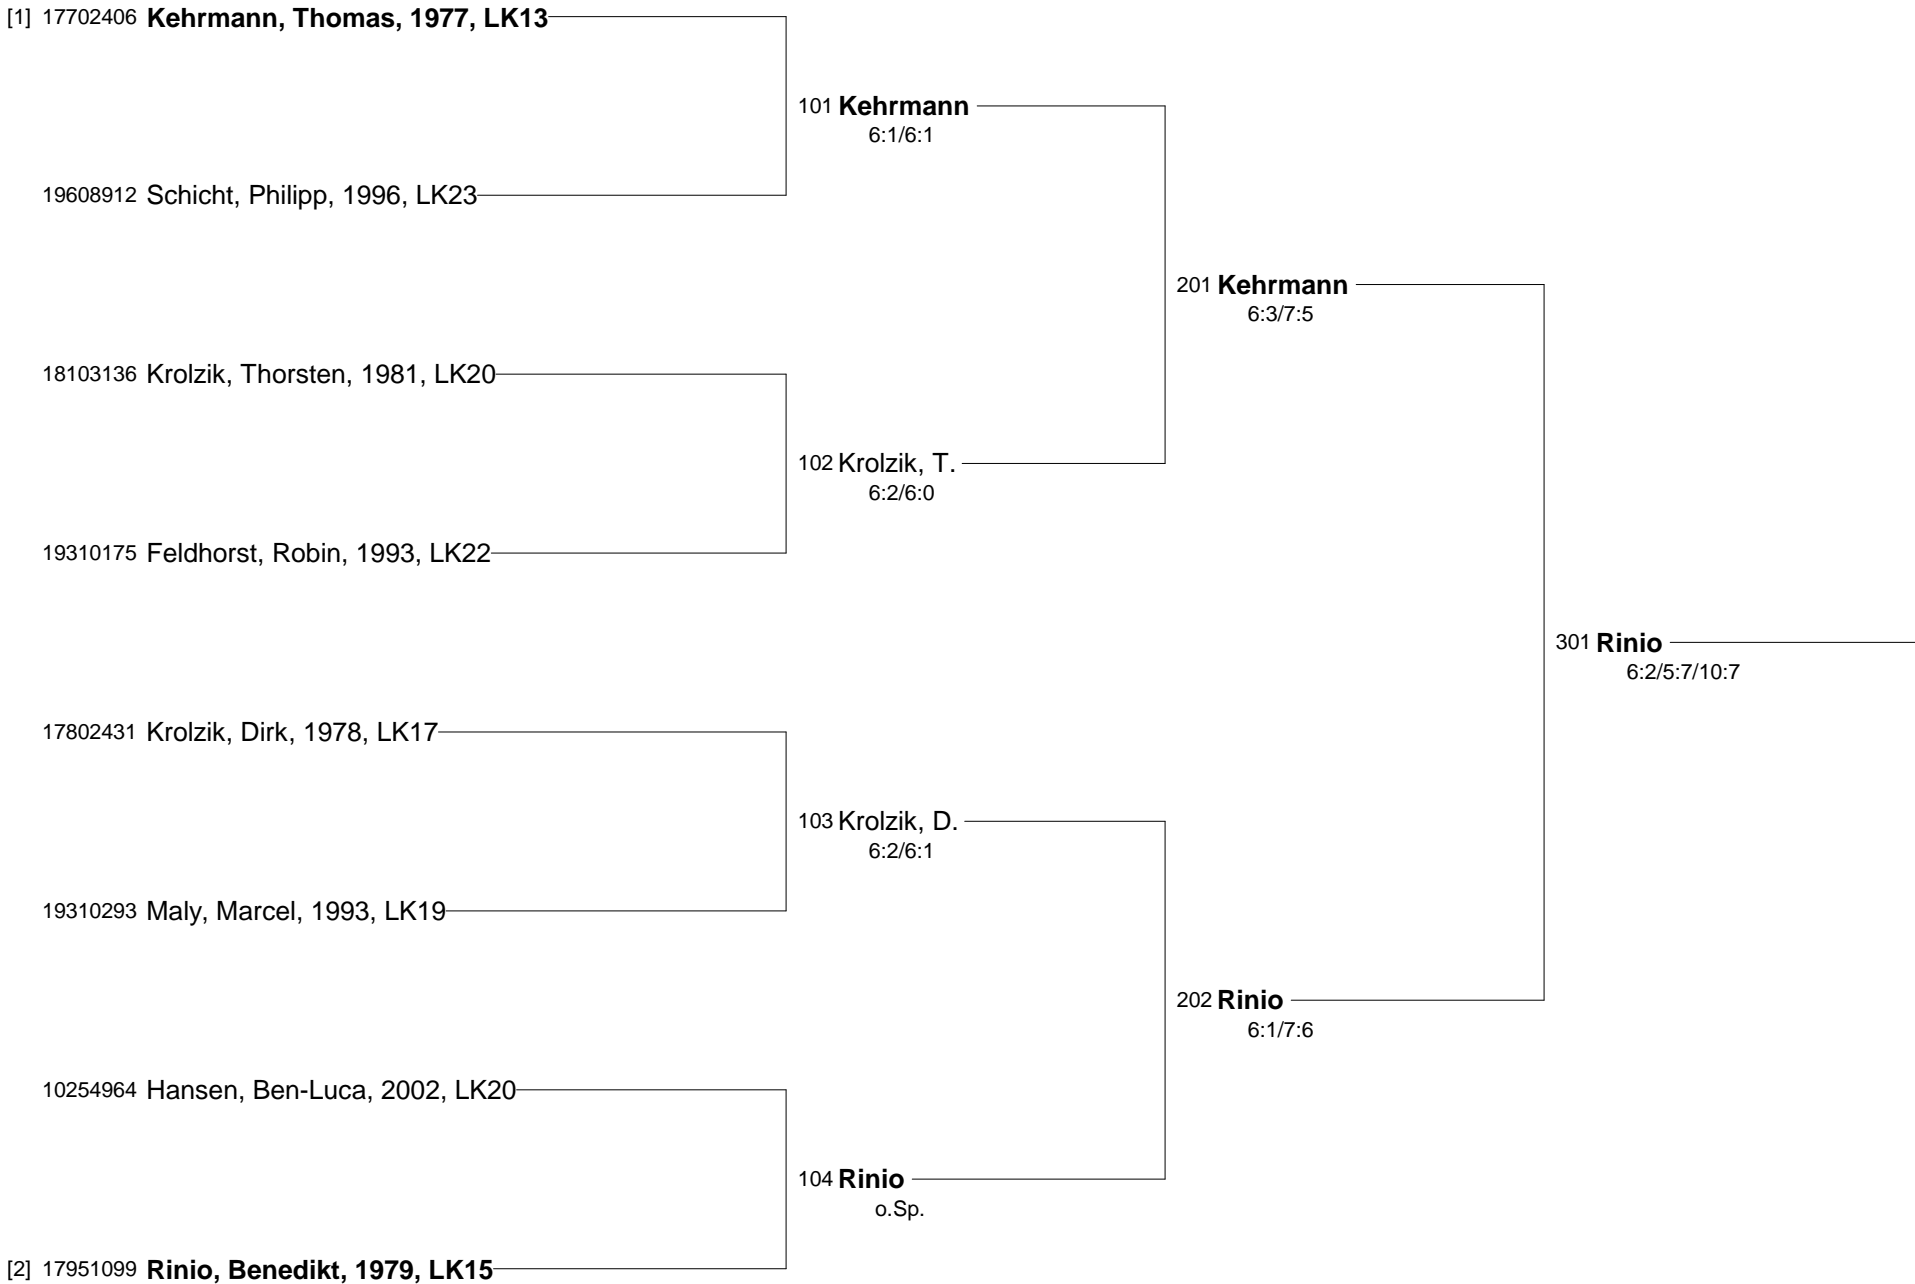 [1] 17702406 Kehrmann, Thomas, 1977, LK13
101 Kehrmann
6:1/6:1
19608912 Schicht, Philipp, 1996, LK23
201 Kehrmann
6:3/7:5
18103136 Krolzik, Thorsten, 1981, LK20
102 Krolzik, T.
6:2/6:0
19310175 Feldhorst, Robin, 1993, LK22
301 Rinio
6:2/5:7/10:7
17802431 Krolzik, Dirk, 1978, LK17
103 Krolzik, D.
6:2/6:1
19310293 Maly, Marcel, 1993, LK19
202 Rinio
6:1/7:6
10254964 Hansen, Ben-Luca, 2002, LK20
104 Rinio
o.Sp.
[2] 17951099 Rinio, Benedikt, 1979, LK15